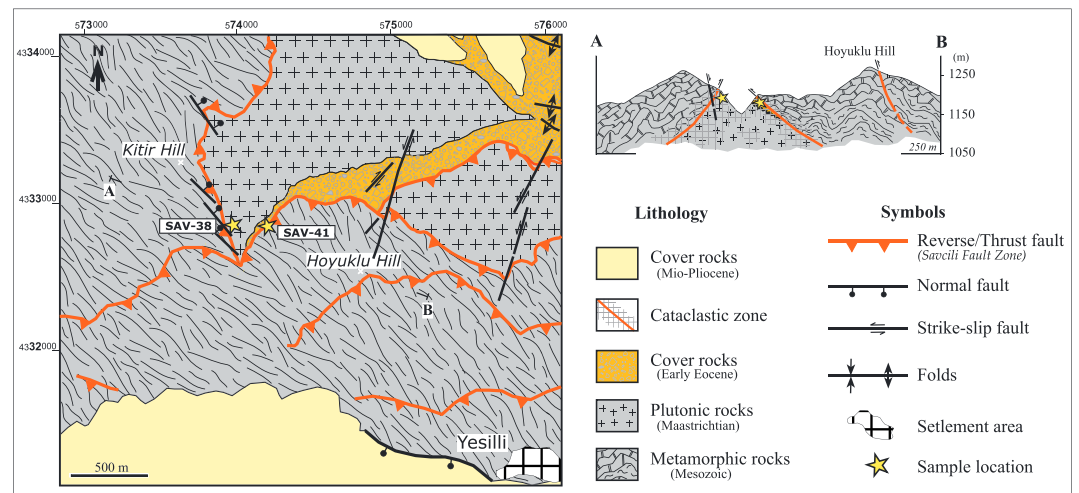 573000
574000
575000
576000
4334000
4333000
4332000
N
Kitir Hill
A
SAV-38
SAV-41
Hoyuklu Hill
B
Yesilli
500 m
A
B
Hoyuklu Hill
(m)
1250
1150
1050
250 m
Lithology
Cover rocks
(Mio-Pliocene)
Cataclastic zone
Cover rocks
(Early Eocene)
Plutonic rocks
(Maastrichtian)
Metamorphic rocks
(Mesozoic)
Symbols
Reverse/Thrust fault
(Savcili Fault Zone)
Normal fault
Strike-slip fault
Folds
Setlement area
Sample location